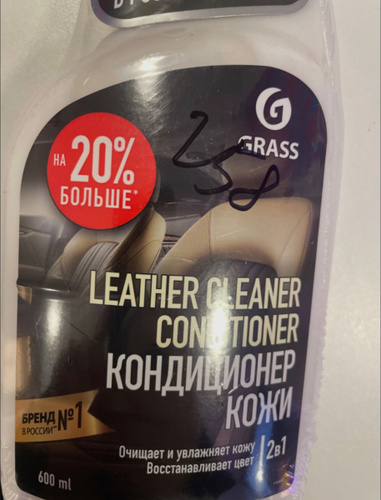 GRASS
258
НА 20%
БОЛЬШЕ*
LEATHER CLEANER
CONDITIONER
КОНДИЦИОНЕР
КОЖИ
БРЕНД №1
В РОССИИ**
Очищает и увлажняет кожу
Восстанавливает цвет
2в1
600 ml